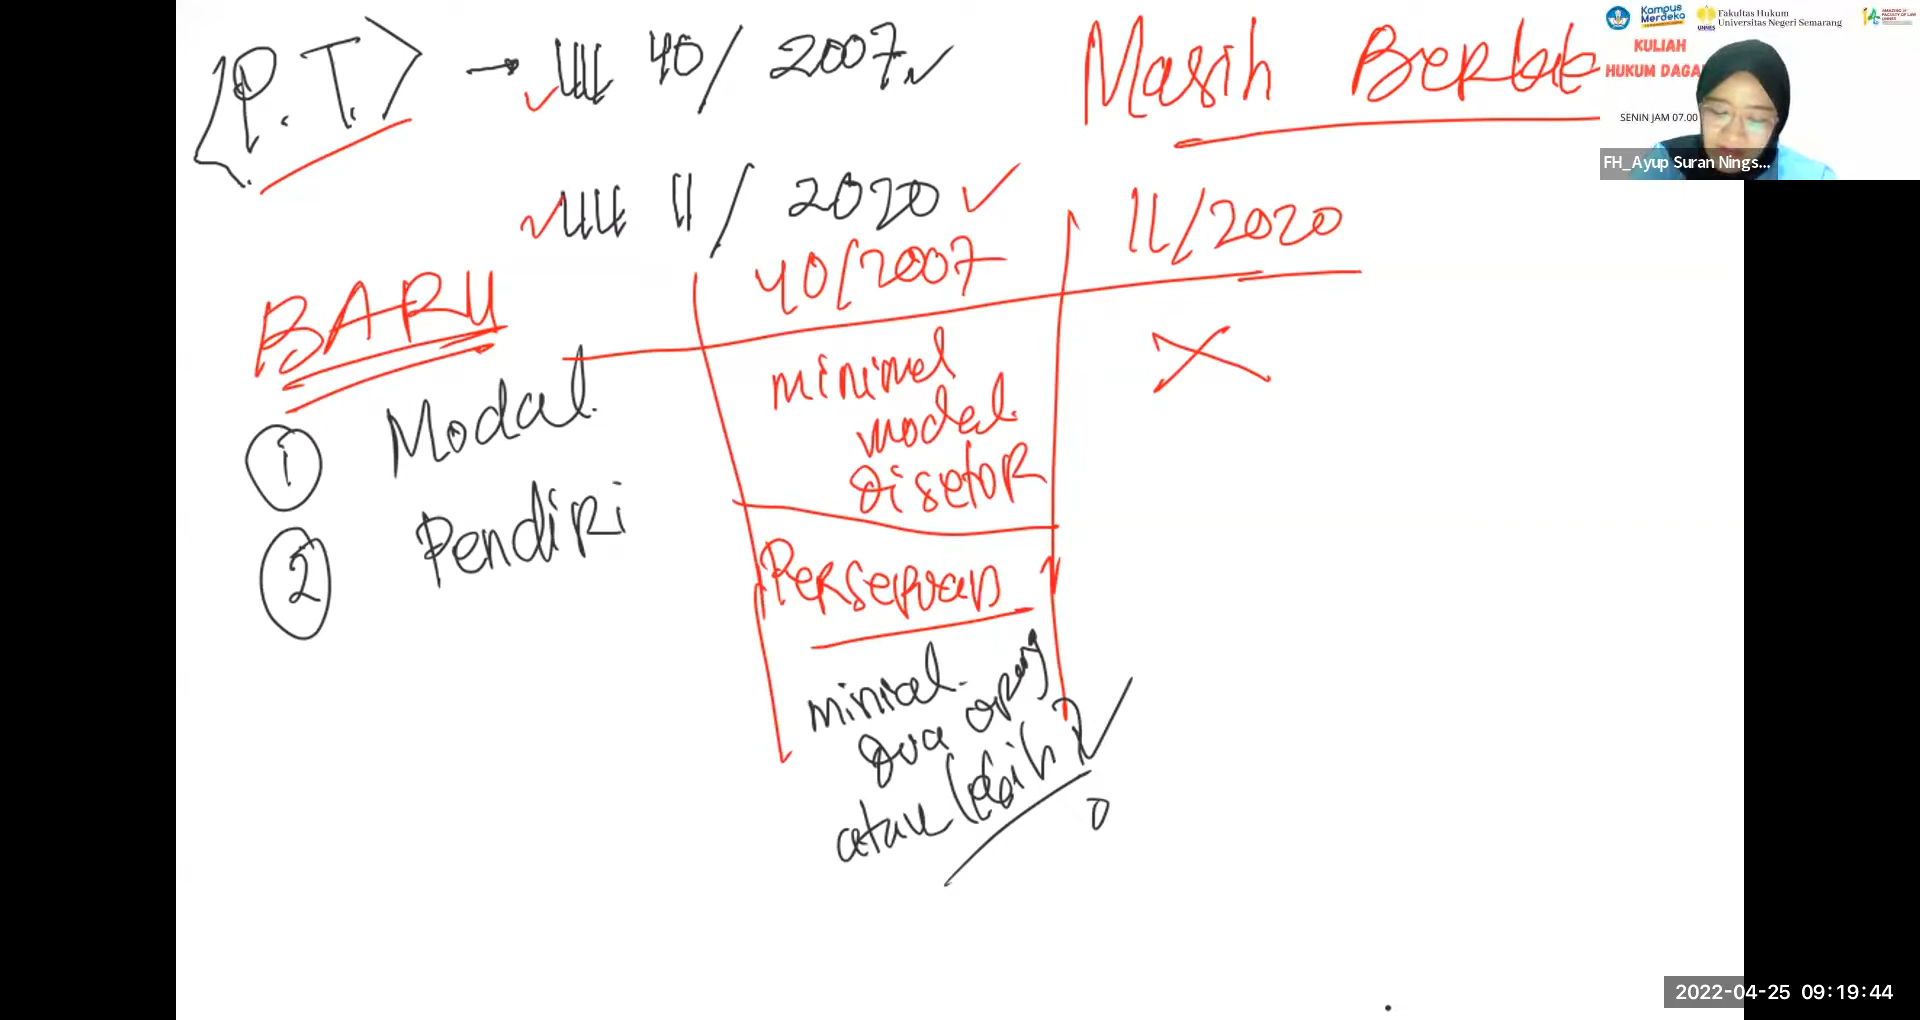 P.T. → UU 40/2007
Masih Berlak
UU 11/2020
40/2007
11/2020
BARU
1 Modal
minimal
modal
disetor
X
2 Pendiri
Perseroan
minimal
dua orang
atau lebih
Kampus
Merdeka
UNNES
Fakultas Hukum
Universitas Negeri Semarang
KULIAH
HUKUM DAGA
SENIN JAM 07.00
FH_Ayup Suran Nings...
2022-04-25 09:19:44